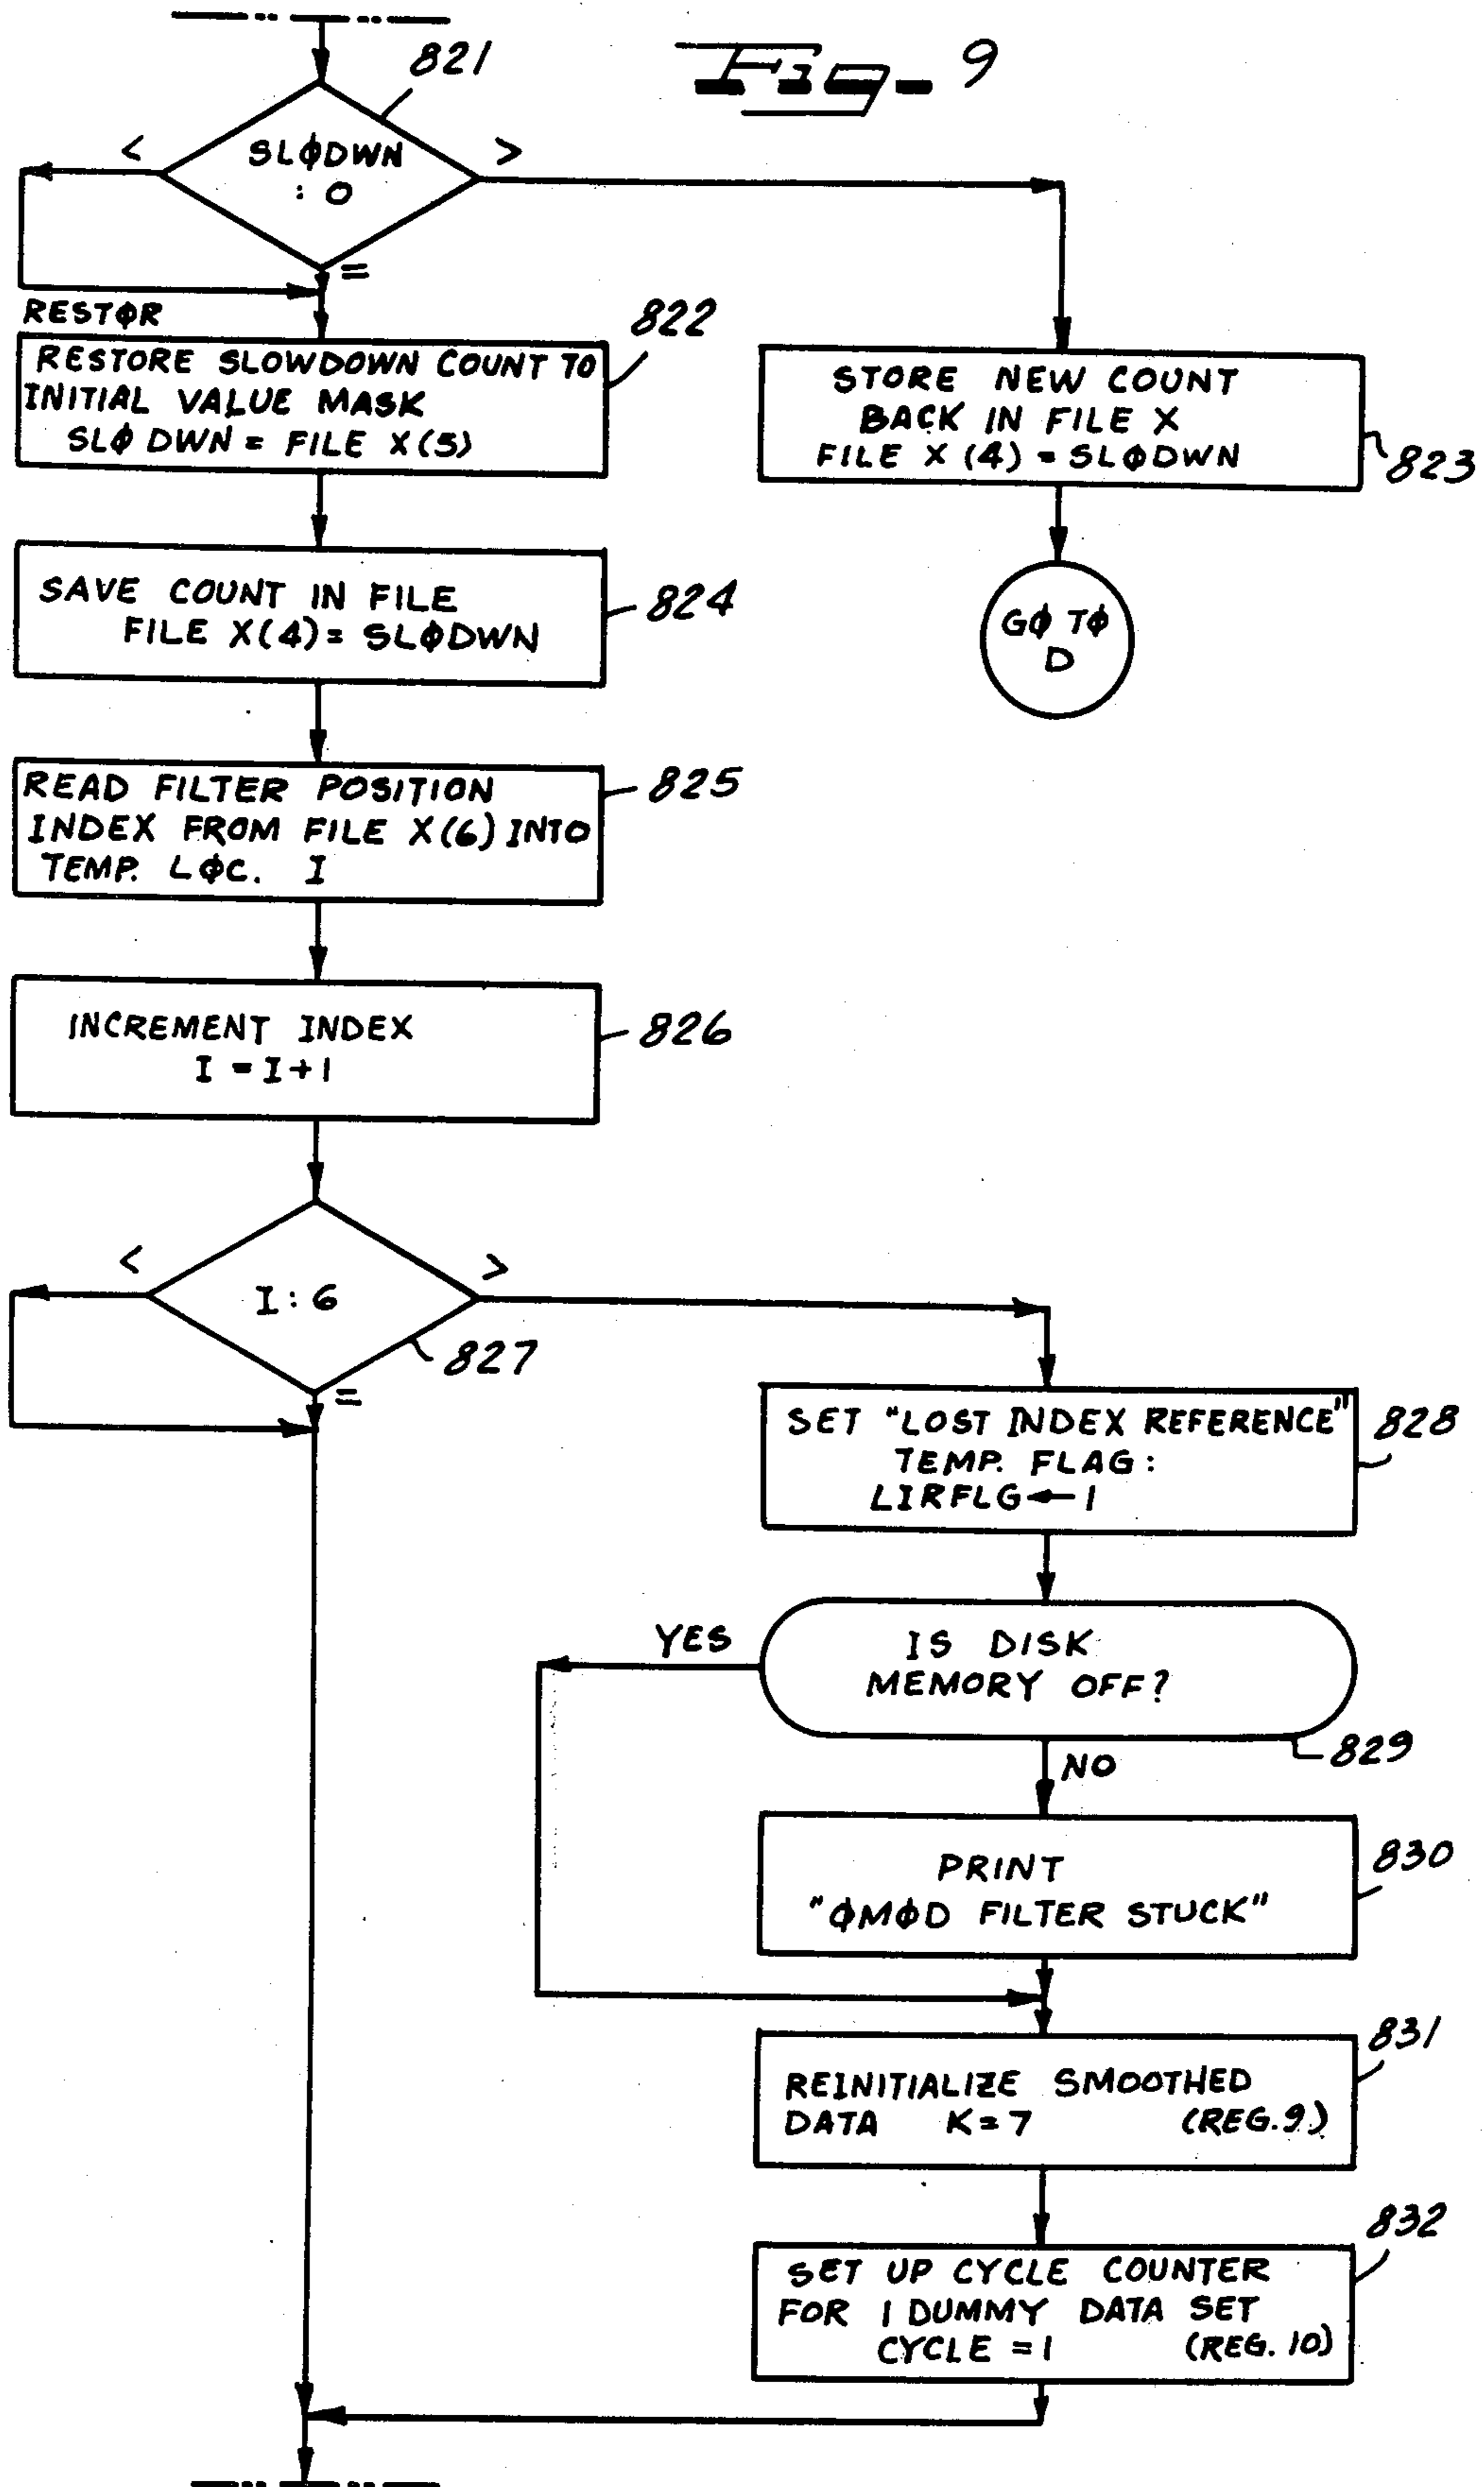 Fig-9
821
SLØDWN
: 0
<
>
=
RESTØR
822
RESTORE SLOWDOWN COUNT TO
INITIAL VALUE MASK
SLØ DWN = FILE X(5)
STORE NEW COUNT
BACK IN FILE X
FILE X (4) = SLØDWN
823
SAVE COUNT IN FILE
FILE X(4) = SLØDWN
824
GØ TØ
D
READ FILTER POSITION
INDEX FROM FILE X(6) INTO
TEMP. LØC. I
825
INCREMENT INDEX
I = I+1
826
<
>
I : 6
827
=
SET "LOST INDEX REFERENCE"
TEMP. FLAG:
LIRFLG ← 1
828
YES
IS DISK
MEMORY OFF?
829
NO
PRINT
"ØMØD FILTER STUCK"
830
REINITIALIZE SMOOTHED
DATA K=7 (REG.9)
831
SET UP CYCLE COUNTER
FOR 1 DUMMY DATA SET
CYCLE = 1 (REG. 10)
832